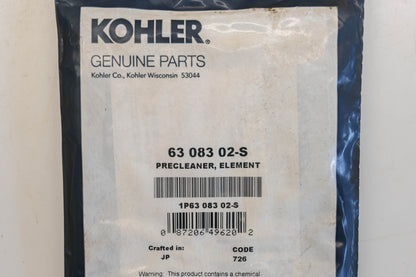 KOHLER®
GENUINE PARTS
Kohler Co., Kohler Wisconsin 53044
63 083 02-S
PRECLEANER, ELEMENT
1P63 083 02-S
0 87206 49620 2
Crafted in: CODE
JP 726
Warning: This product contains a chemical